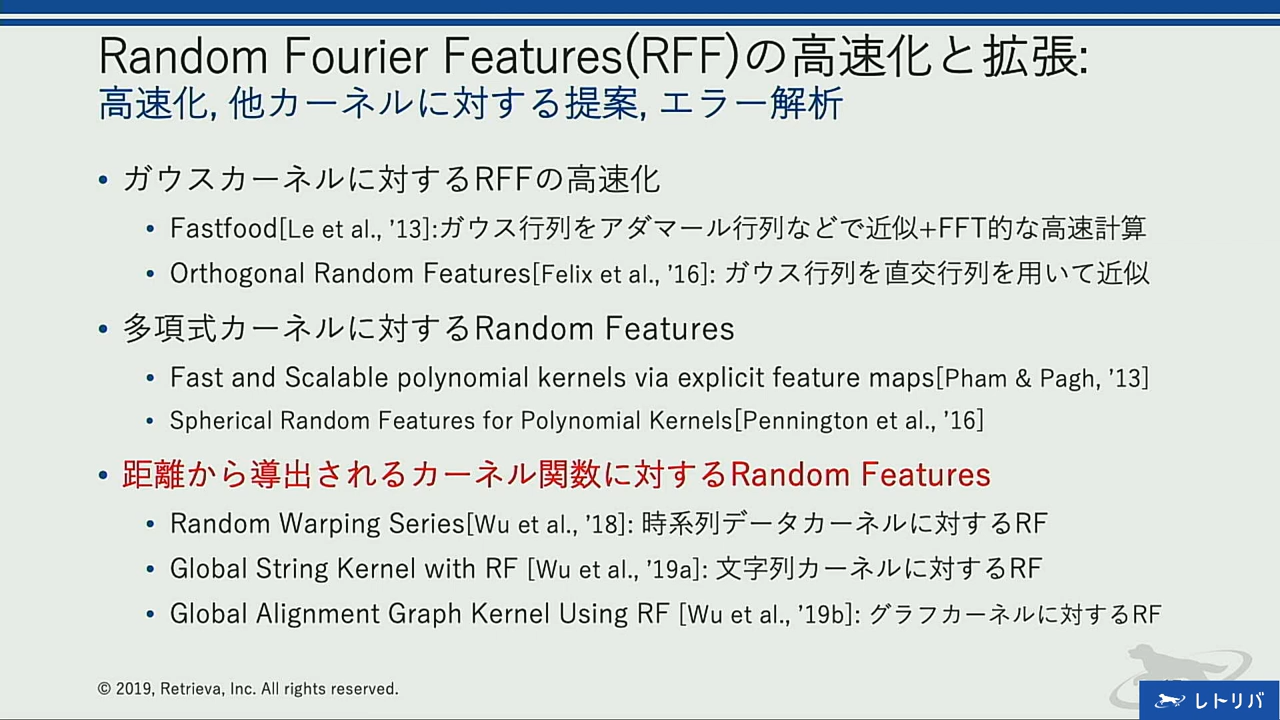 Random Fourier Features(RFF)の高速化と拡張:
高速化, 他カーネルに対する提案, エラー解析
• ガウスカーネルに対するRFFの高速化
• Fastfood[Le et al., ’13]:ガウス行列をアダマール行列などで近似+FFT的な高速計算
• Orthogonal Random Features[Felix et al., ’16]: ガウス行列を直交行列を用いて近似
• 多項式カーネルに対するRandom Features
• Fast and Scalable polynomial kernels via explicit feature maps[Pham & Pagh, ’13]
• Spherical Random Features for Polynomial Kernels[Pennington et al., ’16]
• 距離から導出されるカーネル関数に対するRandom Features
• Random Warping Series[Wu et al., ’18]: 時系列データカーネルに対するRF
• Global String Kernel with RF [Wu et al., ’19a]: 文字列カーネルに対するRF
• Global Alignment Graph Kernel Using RF [Wu et al., ’19b]: グラフカーネルに対するRF
© 2019, Retrieva, Inc. All rights reserved.
レトリバ